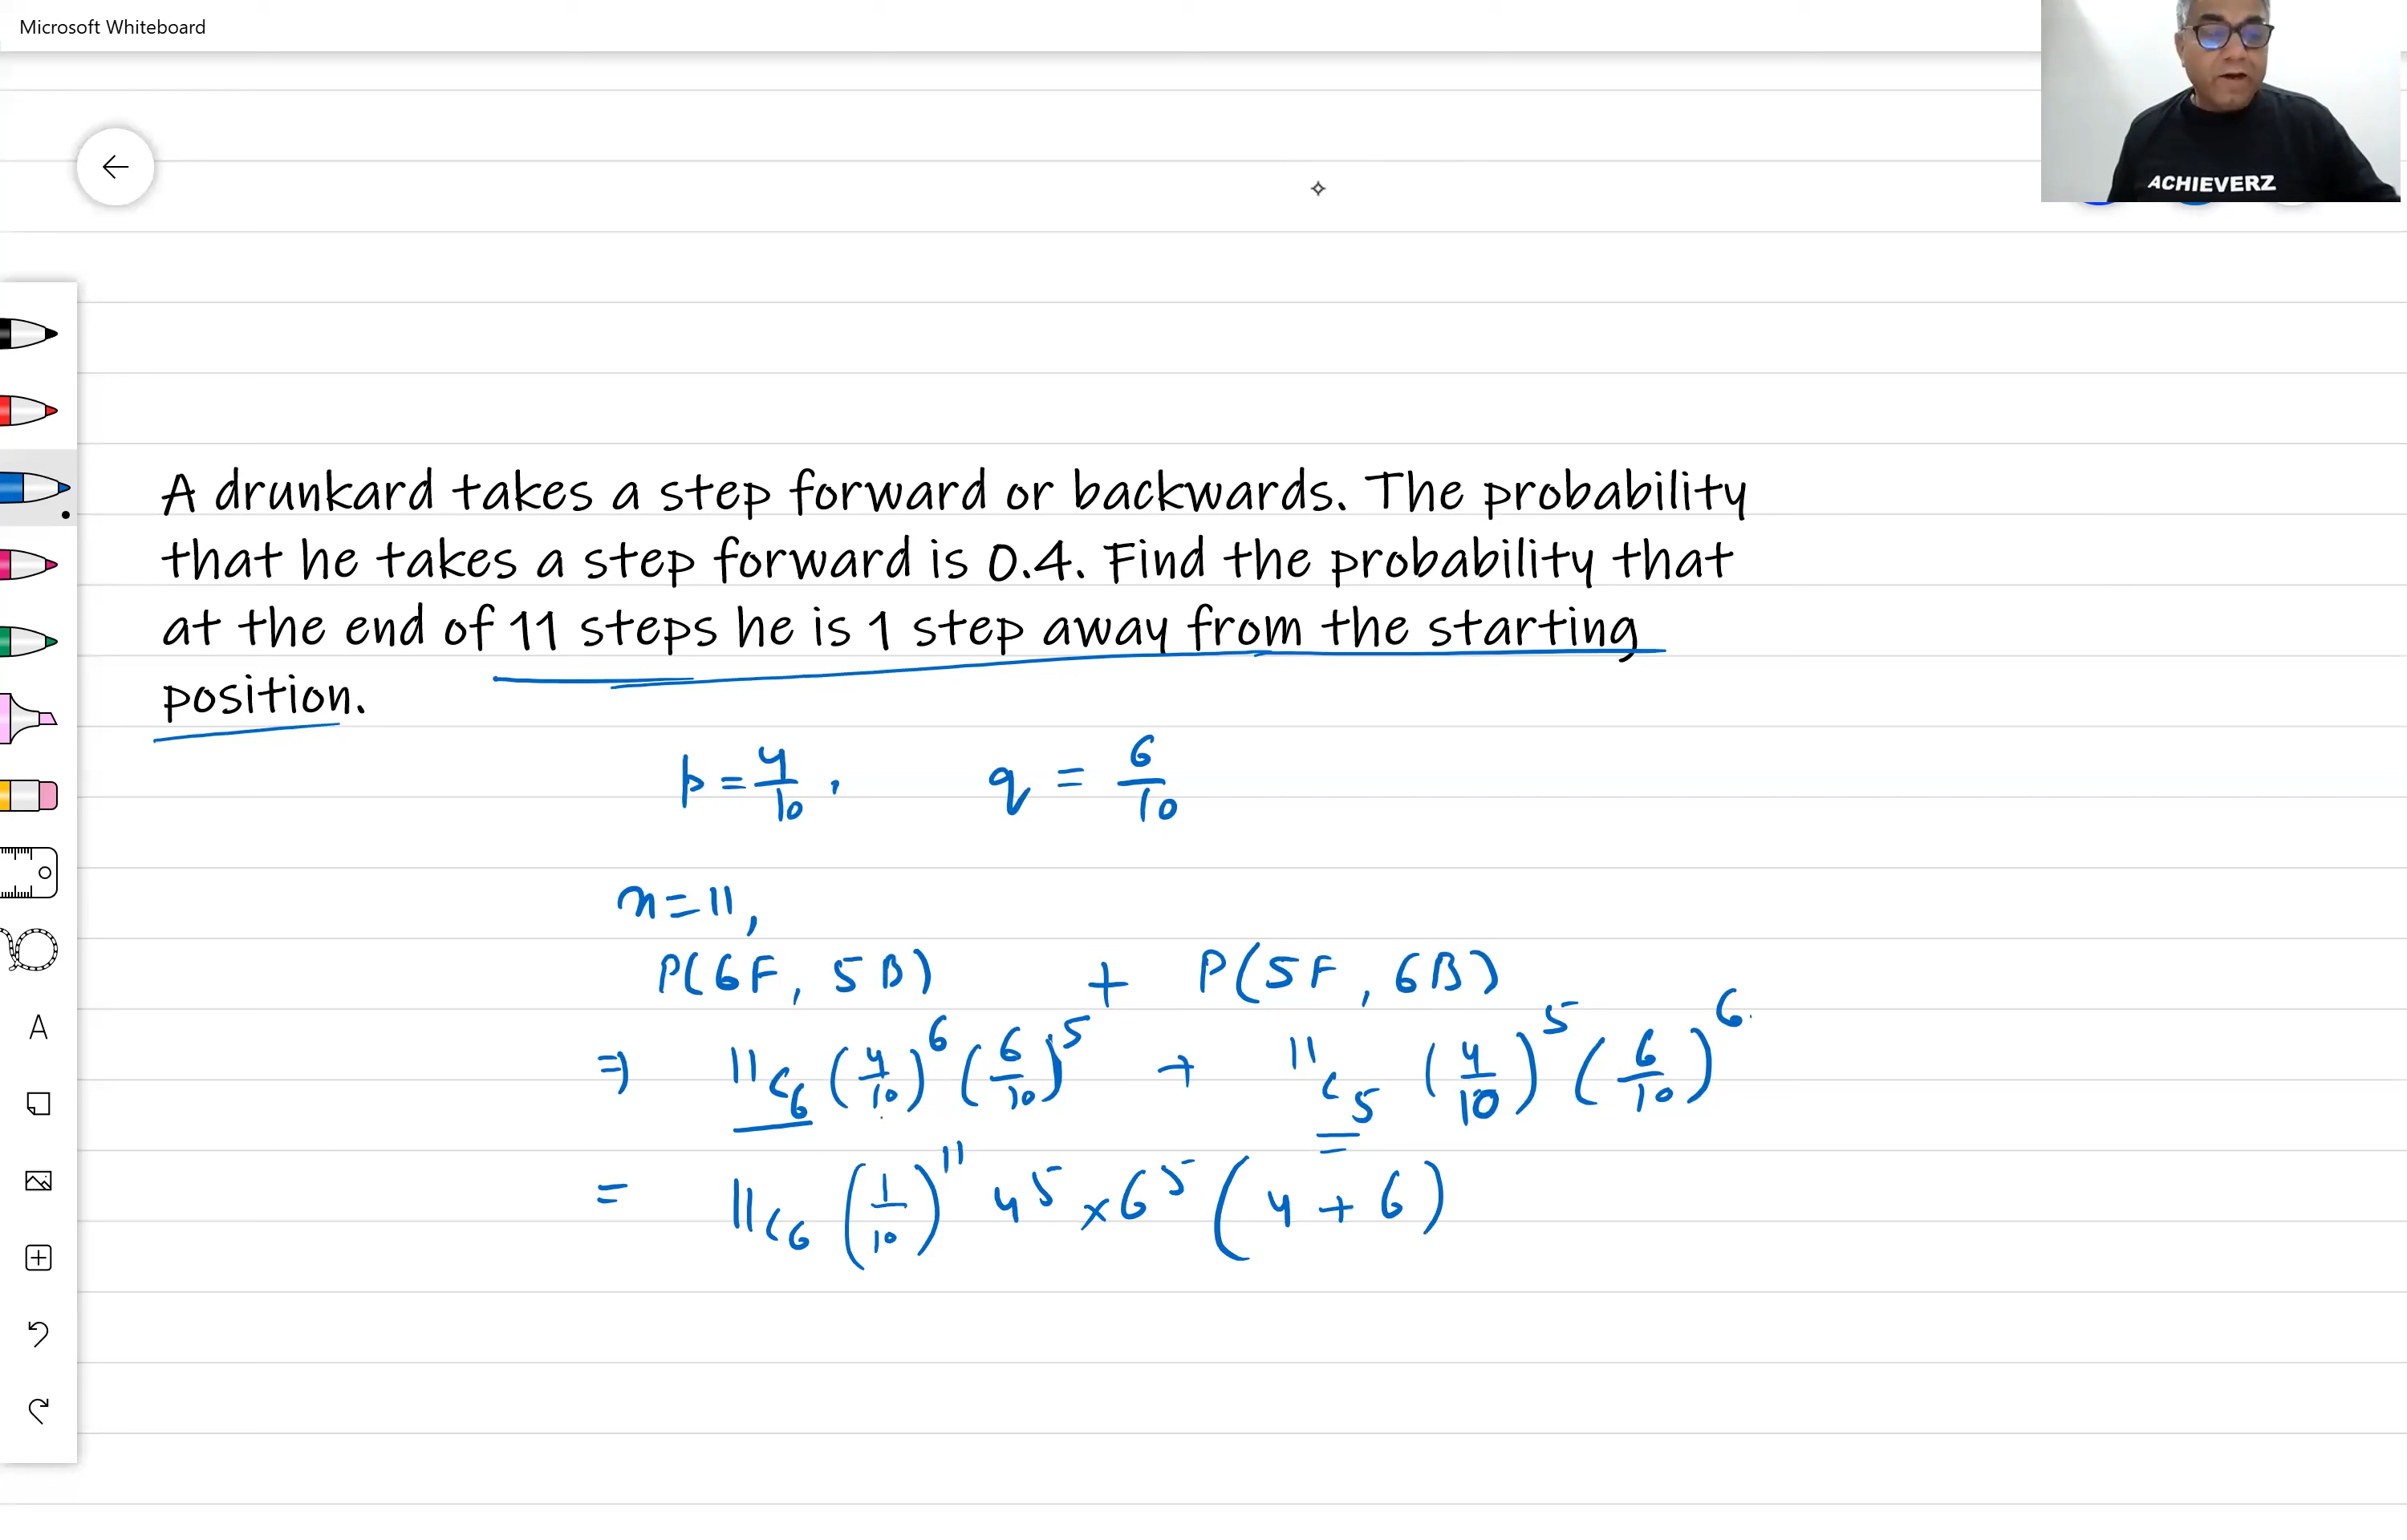 Microsoft Whiteboard
ACHIEVERZ
A drunkard takes a step forward or backwards. The probability
that he takes a step forward is 0.4. Find the probability that
at the end of 11 steps he is 1 step away from the starting
position.
p = 4/10 , q = 6/10
n = 11,
P(6F, 5B) + P(5F, 6B)
⇒ 11C₆ (4/10)⁶ (6/10)⁵ + ¹¹C₅ (4/10)⁵ (6/10)⁶
= 11C₆ (1/10)¹¹ 4⁵ × 6⁵ (4 + 6)
A